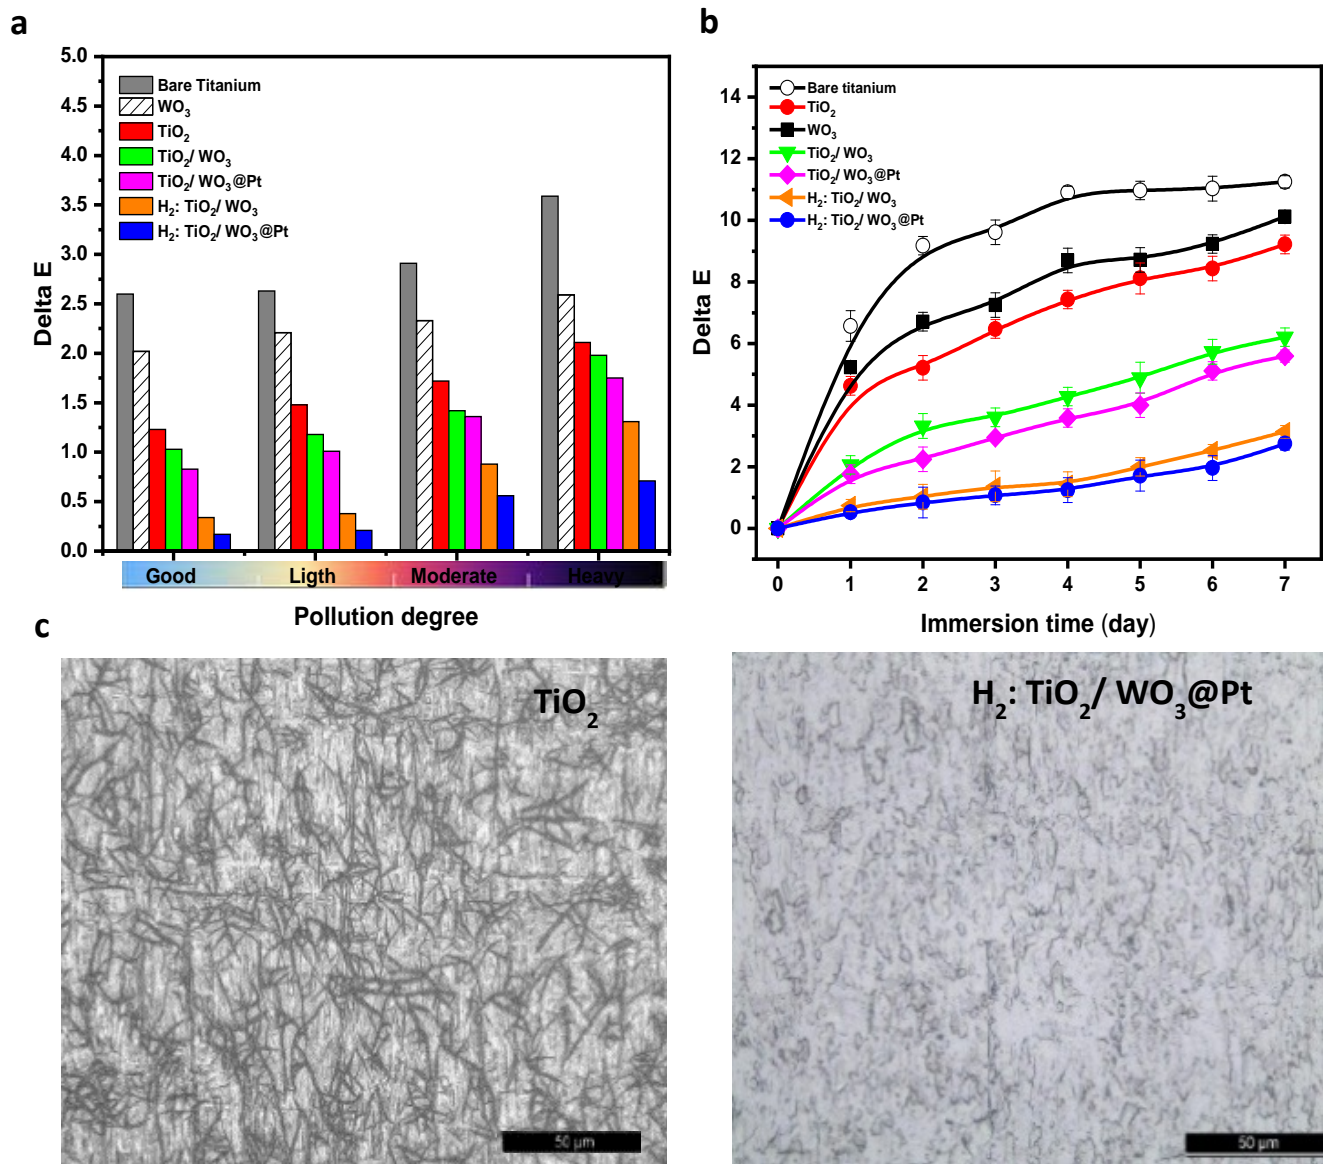 a
5.0
4.5
4.0
3.5
3.0
2.5
2.0
1.5
1.0
0.5
0.0
Delta E
Bare Titanium
WO₃
TiO₂
TiO₂/ WO₃
TiO₂/ WO₃@Pt
H₂: TiO₂/ WO₃
H₂: TiO₂/ WO₃@Pt
Good Ligth Moderate Heavy
Pollution degree
b
14
12
10
8
6
4
2
0
Delta E
Bare titanium
TiO₂
WO₃
TiO₂/ WO₃
TiO₂/ WO₃@Pt
H₂: TiO₂/ WO₃
H₂: TiO₂/ WO₃@Pt
0 1 2 3 4 5 6 7
Immersion time (day)
c
TiO₂
50 µm
H₂: TiO₂/ WO₃@Pt
50 µm